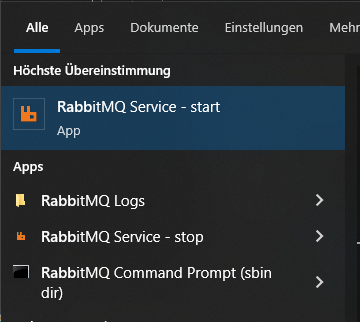 Alle Apps Dokumente Einstellungen Mehr
Höchste Übereinstimmung
RabbitMQ Service - start
App
Apps
RabbitMQ Logs
RabbitMQ Service - stop
RabbitMQ Command Prompt (sbin
dir)